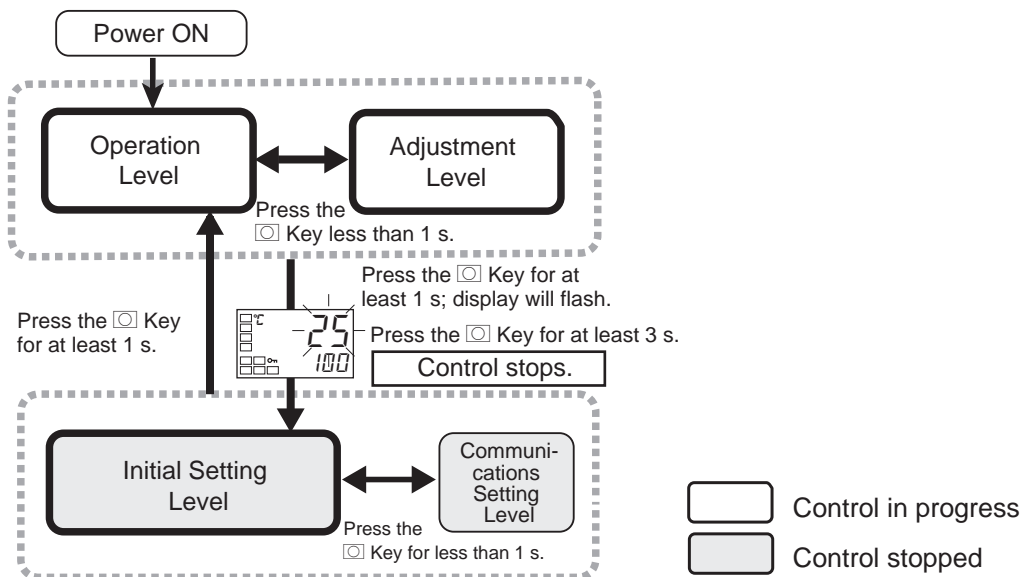 Power ON
Operation
Level
Adjustment
Level
Press the
Key less than 1 s.
Press the Key for at
least 1 s; display will flash.
Press the Key
for at least 1 s.
°C
25
100
Press the Key for at least 3 s.
Control stops.
Initial Setting
Level
Communi-
cations
Setting
Level
Press the
Key for less than 1 s.
Control in progress
Control stopped